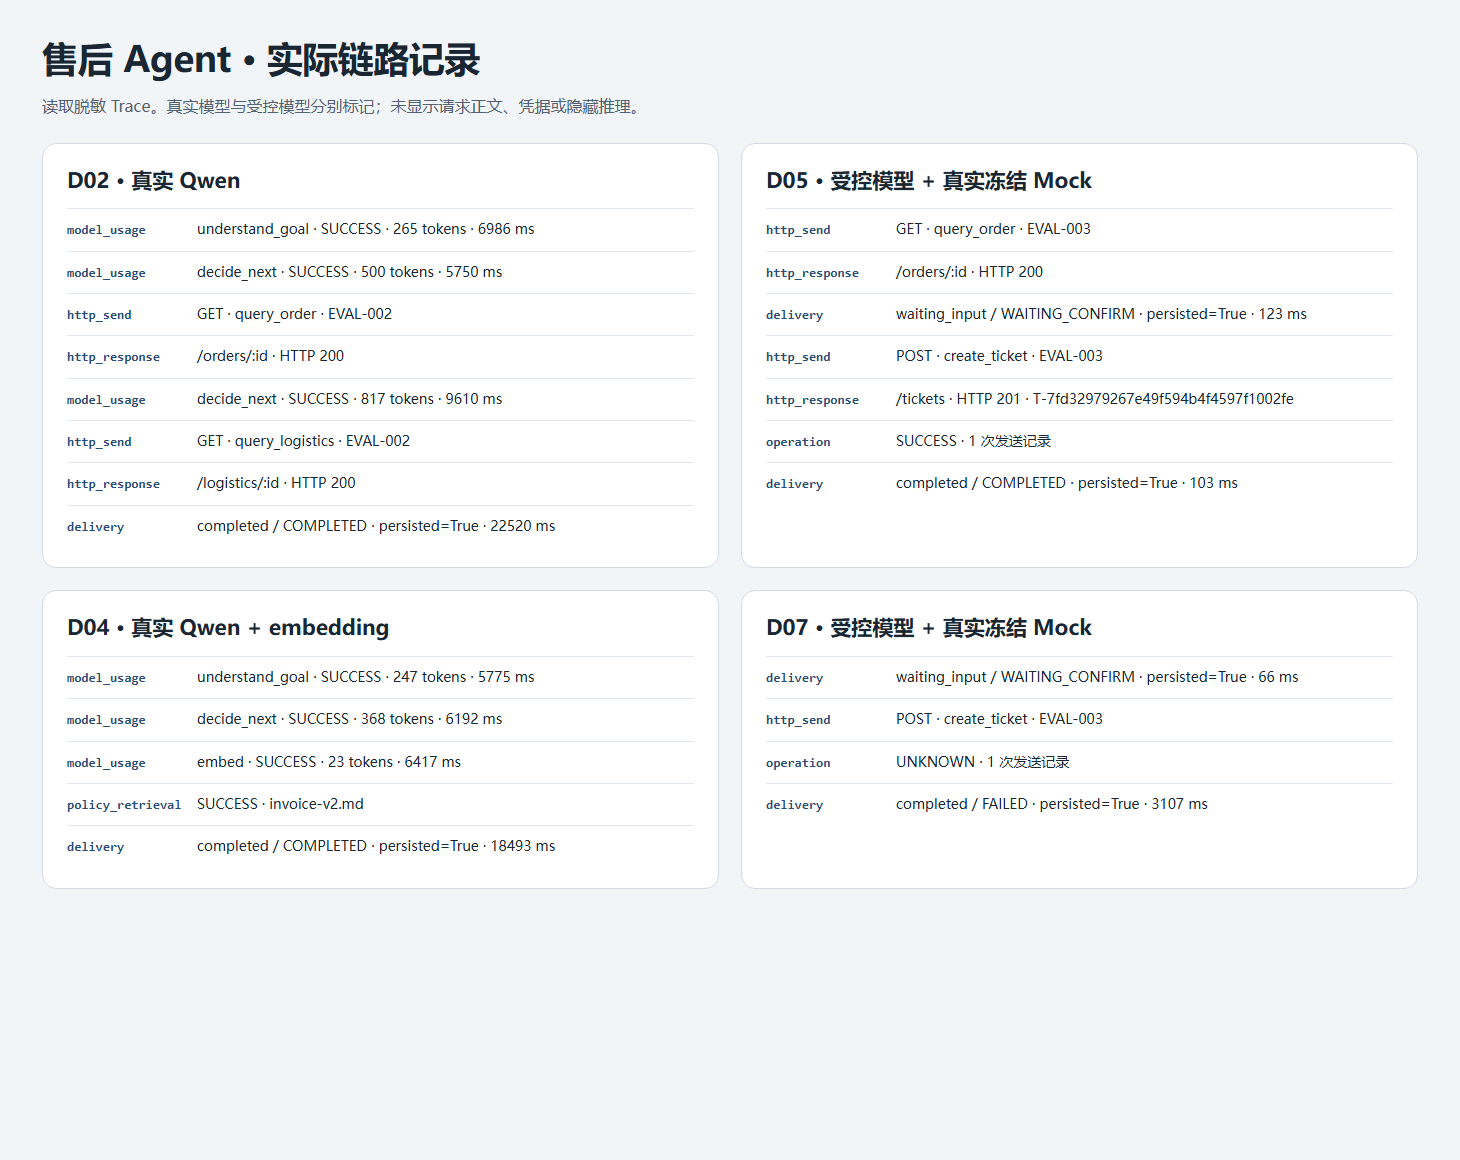 售后 Agent • 实际链路记录
读取脱敏 Trace。真实模型与受控模型分别标记；未显示请求正文、凭据或隐藏推理。
D02 • 真实 Qwen
model_usage understand_goal · SUCCESS · 265 tokens · 6986 ms
model_usage decide_next · SUCCESS · 500 tokens · 5750 ms
http_send GET · query_order · EVAL-002
http_response /orders/:id · HTTP 200
model_usage decide_next · SUCCESS · 817 tokens · 9610 ms
http_send GET · query_logistics · EVAL-002
http_response /logistics/:id · HTTP 200
delivery completed / COMPLETED · persisted=True · 22520 ms
D05 • 受控模型 + 真实冻结 Mock
http_send GET · query_order · EVAL-003
http_response /orders/:id · HTTP 200
delivery waiting_input / WAITING_CONFIRM · persisted=True · 123 ms
http_send POST · create_ticket · EVAL-003
http_response /tickets · HTTP 201 · T-7fd32979267e49f594b4f4597f1002fe
operation SUCCESS · 1 次发送记录
delivery completed / COMPLETED · persisted=True · 103 ms
D04 • 真实 Qwen + embedding
model_usage understand_goal · SUCCESS · 247 tokens · 5775 ms
model_usage decide_next · SUCCESS · 368 tokens · 6192 ms
model_usage embed · SUCCESS · 23 tokens · 6417 ms
policy_retrieval SUCCESS · invoice-v2.md
delivery completed / COMPLETED · persisted=True · 18493 ms
D07 • 受控模型 + 真实冻结 Mock
delivery waiting_input / WAITING_CONFIRM · persisted=True · 66 ms
http_send POST · create_ticket · EVAL-003
operation UNKNOWN · 1 次发送记录
delivery completed / FAILED · persisted=True · 3107 ms